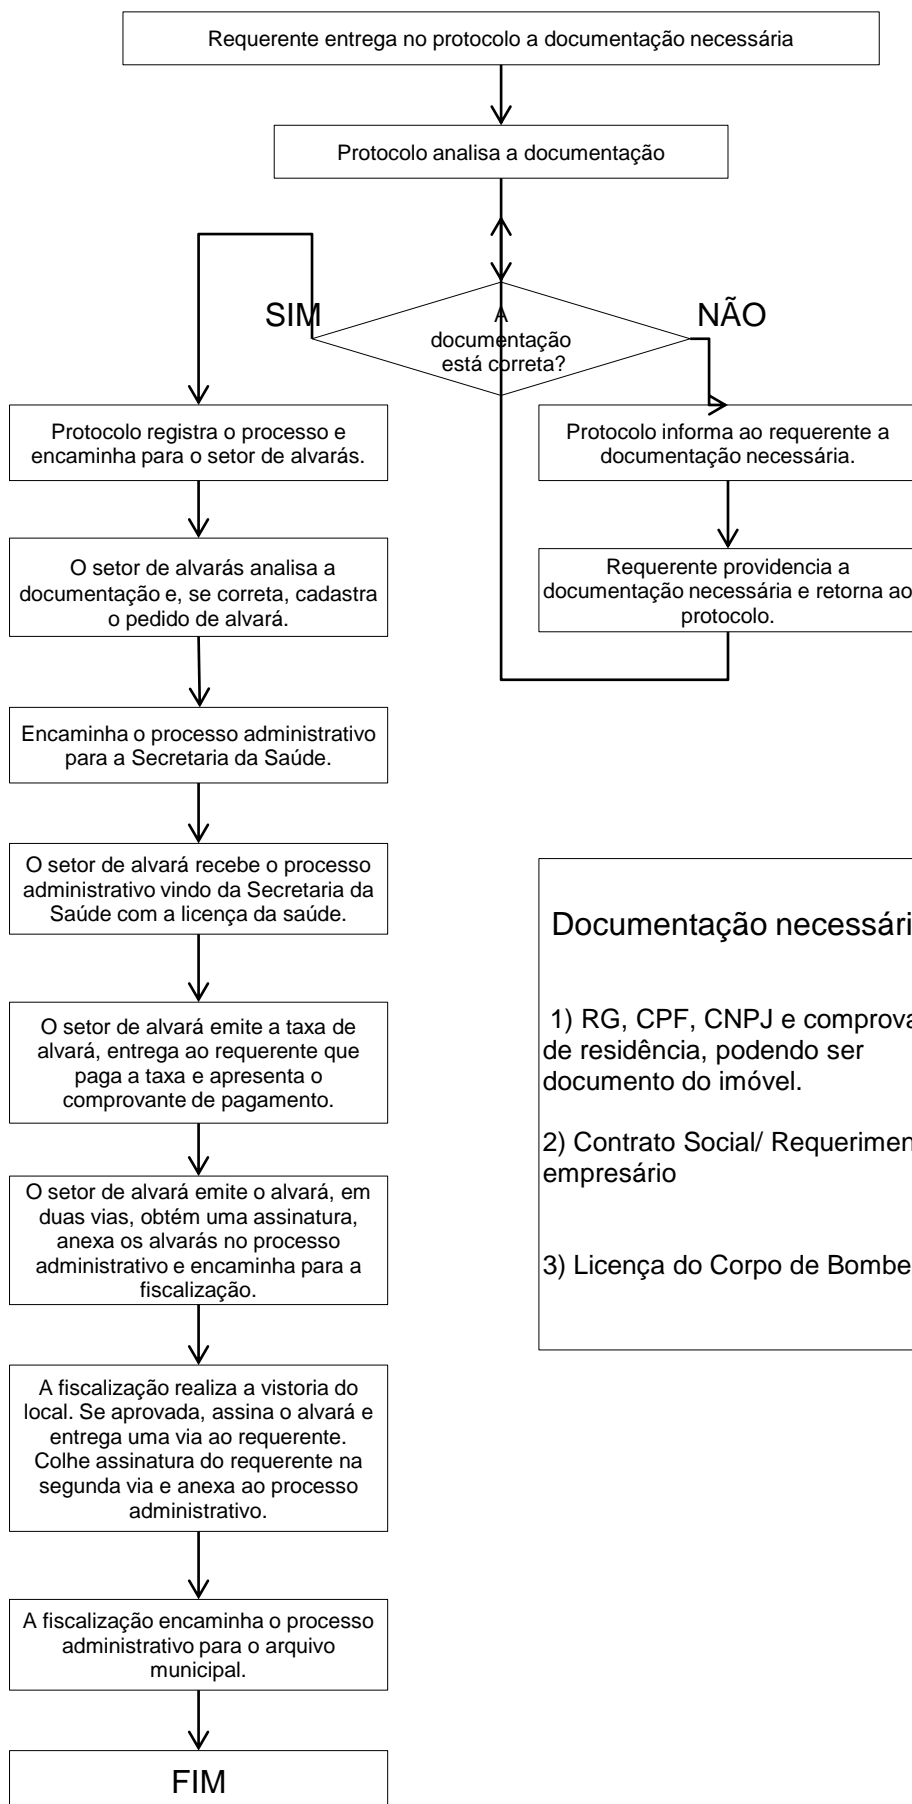 Requerente entrega no protocolo a documentação necessária
Protocolo analisa a documentação
SIM
NÃO
A
documentação
está correta?
Protocolo registra o processo e
encaminha para o setor de alvarás.
Protocolo informa ao requerente a
documentação necessária.
O setor de alvarás analisa a
documentação e, se correta, cadastra
o pedido de alvará.
Requerente providencia a
documentação necessária e retorna ao
protocolo.
Encaminha o processo administrativo
para a Secretaria da Saúde.
O setor de alvará recebe o processo
administrativo vindo da Secretaria da
Saúde com a licença da saúde.
O setor de alvará emite a taxa de
alvará, entrega ao requerente que
paga a taxa e apresenta o
comprovante de pagamento.
O setor de alvará emite o alvará, em
duas vias, obtém uma assinatura,
anexa os alvarás no processo
administrativo e encaminha para a
fiscalização.
A fiscalização realiza a vistoria do
local. Se aprovada, assina o alvará e
entrega uma via ao requerente.
Colhe assinatura do requerente na
segunda via e anexa ao processo
administrativo.
A fiscalização encaminha o processo
administrativo para o arquivo
municipal.
FIM
Documentação necessári
1) RG, CPF, CNPJ e comprova
de residência, podendo ser
documento do imóvel.
2) Contrato Social/ Requerimen
empresário
3) Licença do Corpo de Bombe